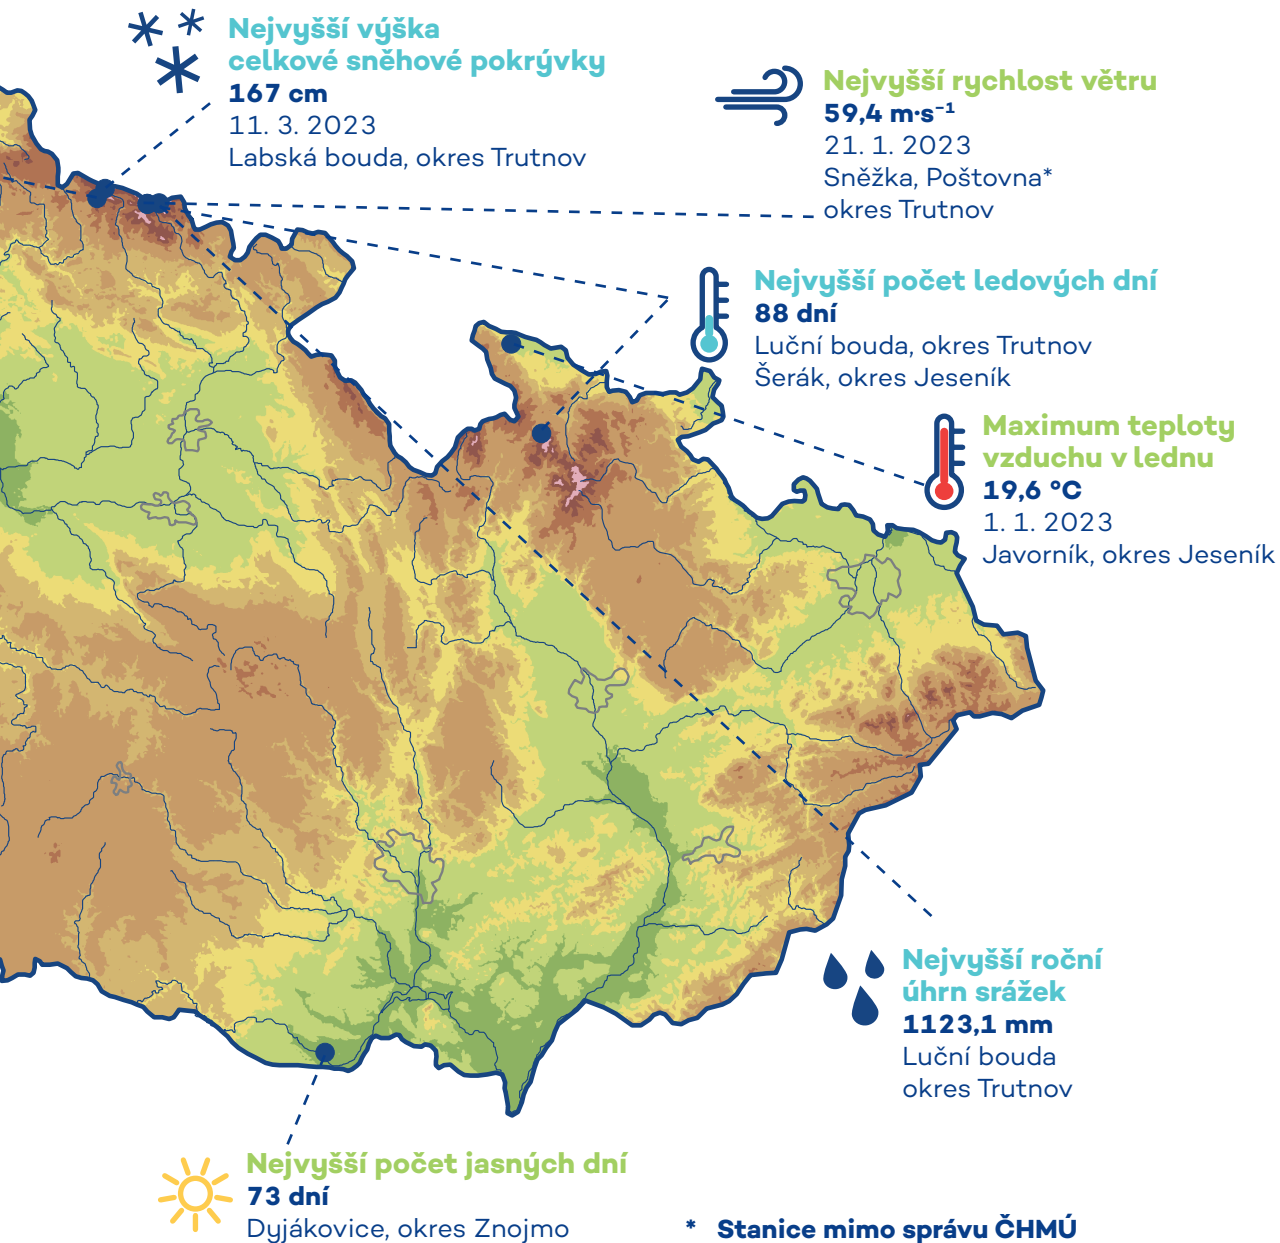 Nejvyšší výška
celkové sněhové pokrývky
167 cm
11. 3. 2023
Labská bouda, okres Trutnov
Nejvyšší rychlost větru
59,4 m·s⁻¹
21. 1. 2023
Sněžka, Poštovna*
okres Trutnov
Nejvyšší počet ledových dní
88 dní
Luční bouda, okres Trutnov
Šerák, okres Jeseník
Maximum teploty
vzduchu v lednu
19,6 °C
1. 1. 2023
Javorník, okres Jeseník
Nejvyšší roční
úhrn srážek
1123,1 mm
Luční bouda
okres Trutnov
Nejvyšší počet jasných dní
73 dní
Dyjákovice, okres Znojmo
* Stanice mimo správu ČHMÚ